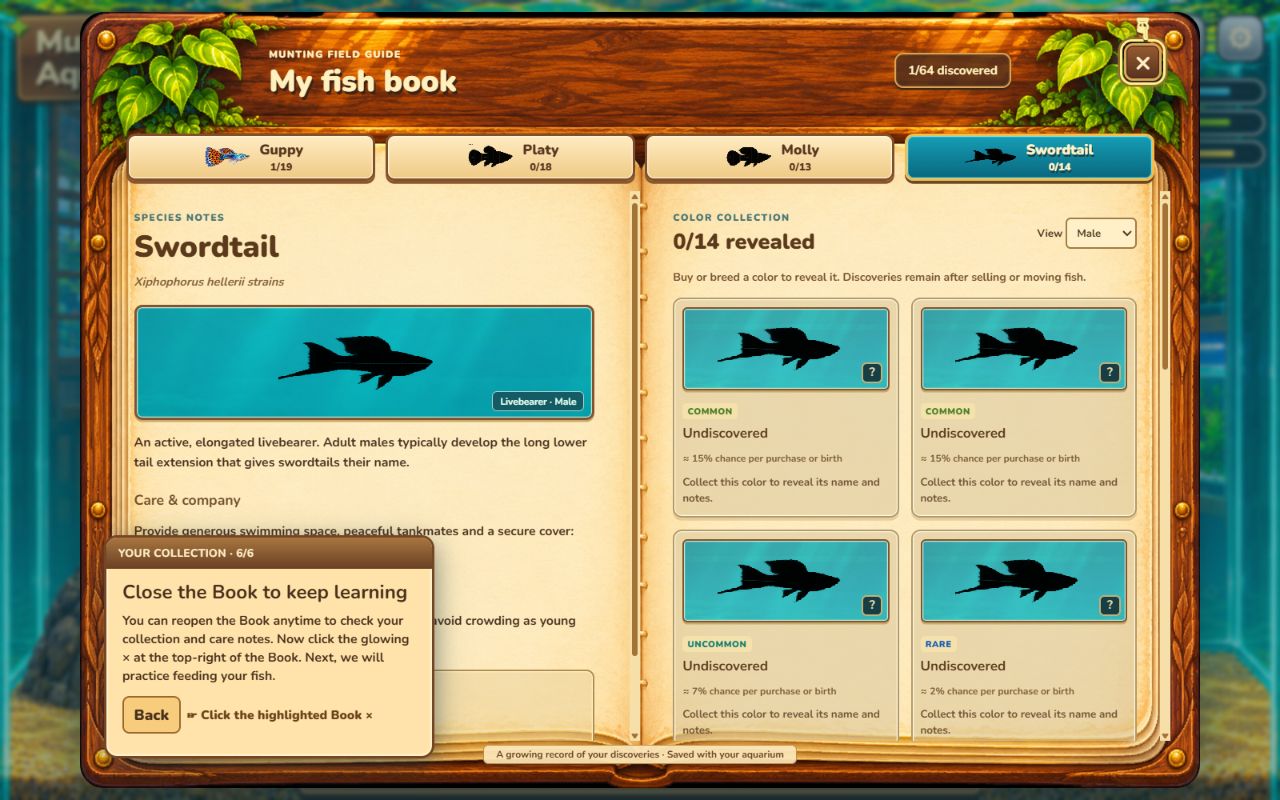 MUNTING FIELD GUIDE
My fish book
1/64 discovered
×
Guppy
1/19
Platy
0/18
Molly
0/13
Swordtail
0/14
SPECIES NOTES
Swordtail
Xiphophorus hellerii strains
Livebearer · Male
An active, elongated livebearer. Adult males typically develop the long lower
tail extension that gives swordtails their name.
Care & company
Provide generous swimming space, peaceful tankmates and a secure cover:
avoid crowding as young
COLOR COLLECTION
0/14 revealed
View Male
Buy or breed a color to reveal it. Discoveries remain after selling or moving fish.
?
COMMON
Undiscovered
≈ 15% chance per purchase or birth
Collect this color to reveal its name and
notes.
?
COMMON
Undiscovered
≈ 15% chance per purchase or birth
Collect this color to reveal its name and
notes.
?
UNCOMMON
Undiscovered
≈ 7% chance per purchase or birth
Collect this color to reveal its name and
notes.
?
RARE
Undiscovered
≈ 2% chance per purchase or birth
Collect this color to reveal its name and
notes.
YOUR COLLECTION · 6/6
Close the Book to keep learning
You can reopen the Book anytime to check your
collection and care notes. Now click the glowing
× at the top-right of the Book. Next, we will
practice feeding your fish.
Back
☛ Click the highlighted Book ×
A growing record of your discoveries · Saved with your aquarium